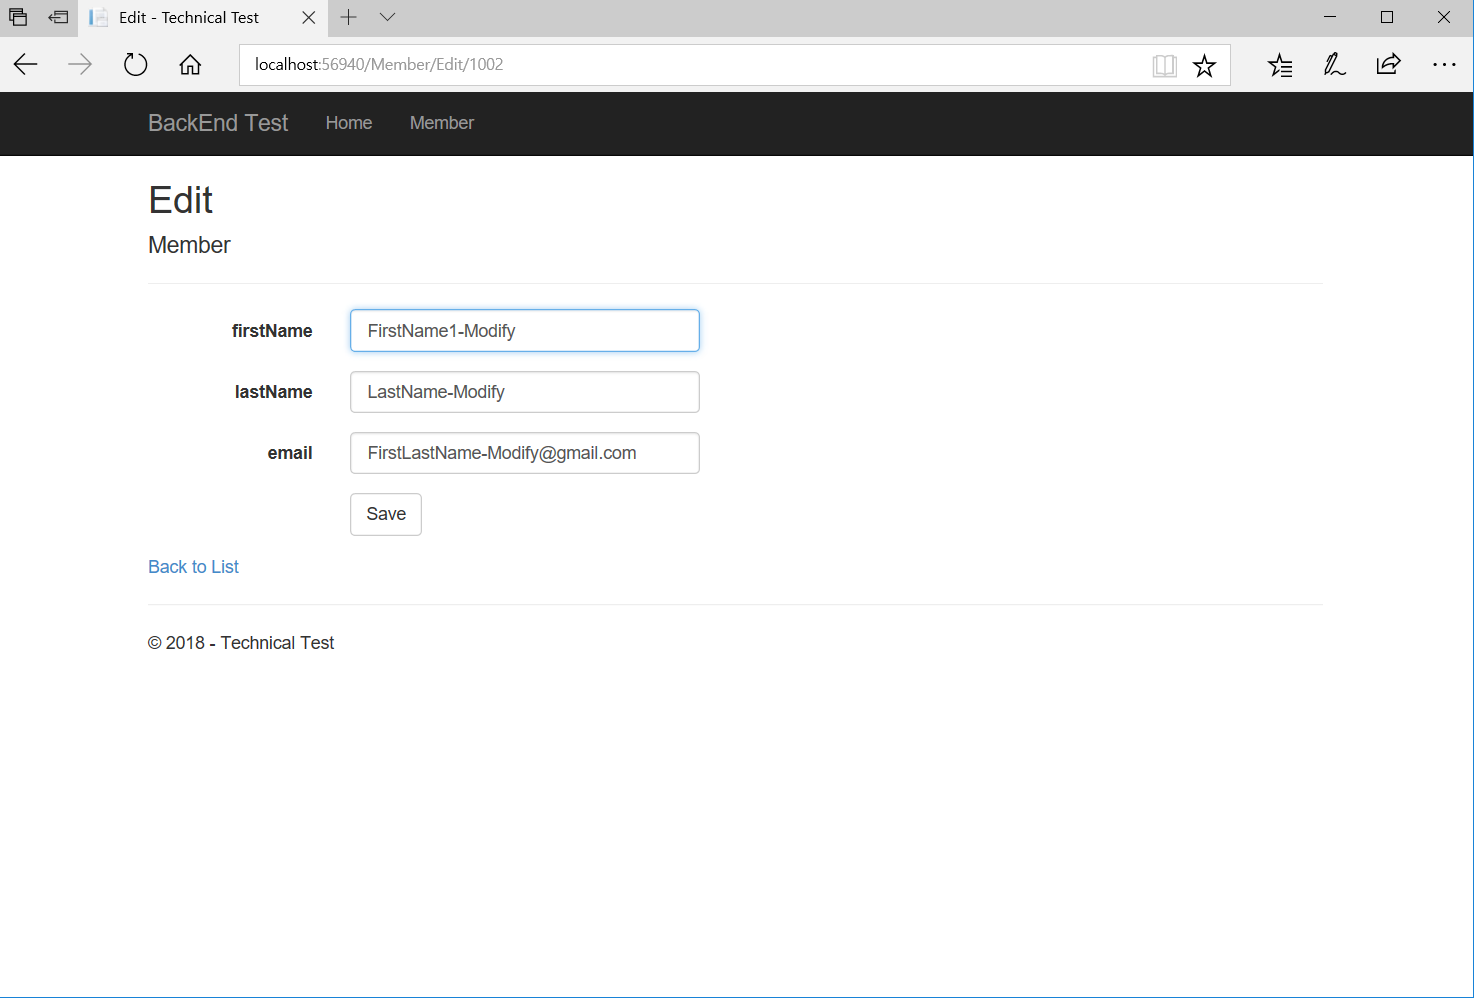 Edit - Technical Test
localhost:56940/Member/Edit/1002
BackEnd Test Home Member
Edit
Member
firstName FirstName1-Modify
lastName LastName-Modify
email FirstLastName-Modify@gmail.com
Save
Back to List
© 2018 - Technical Test